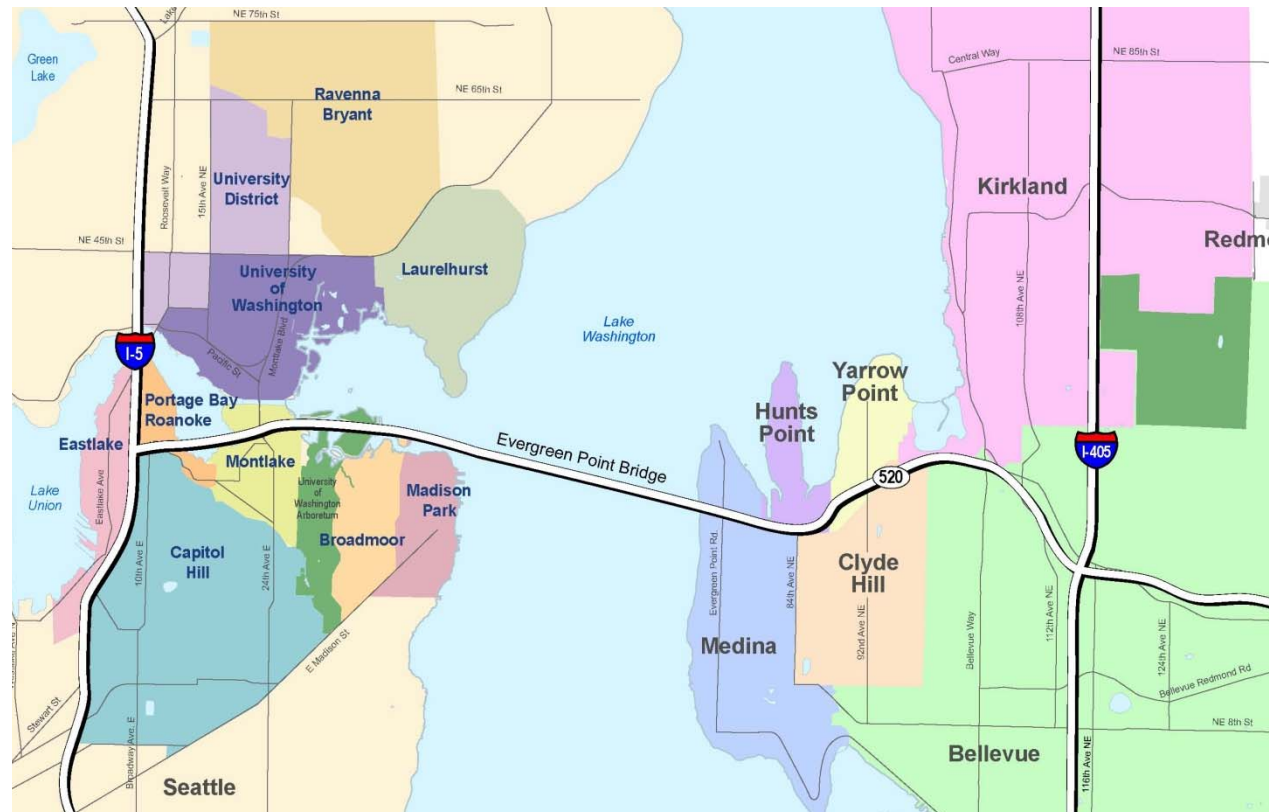 NE 75th St
Green
Lake
Ravenna
Bryant
NE 65th St
Central Way
NE 85th St
Roosevelt Way
15th Ave NE
University
District
Kirkland
NE 45th St
University
of
Washington
Laurelhurst
Redm
108th Ave NE
Lake
Washington
Montlake Blvd
Pacific St
I-5
Yarrow
Point
Hunts
Point
Portage Bay
Roanoke
Eastlake
Montlake
Evergreen Point Bridge
I-405
520
Lake
Union
Eastlake Ave
University
of Washington
Arboretum
Madison
Park
Broadmoor
Capitol
Hill
10th Ave E
24th Ave E
Clyde
Hill
Evergreen Point Rd.
84th Ave NE
92nd Ave NE
Bellevue Way
112th Ave NE
124th Ave NE
Medina
E Madison St
Stewart St
Bellevue Redmond Rd
NE 8th St
Broadway Ave. E
Seattle
Bellevue
116th Ave NE